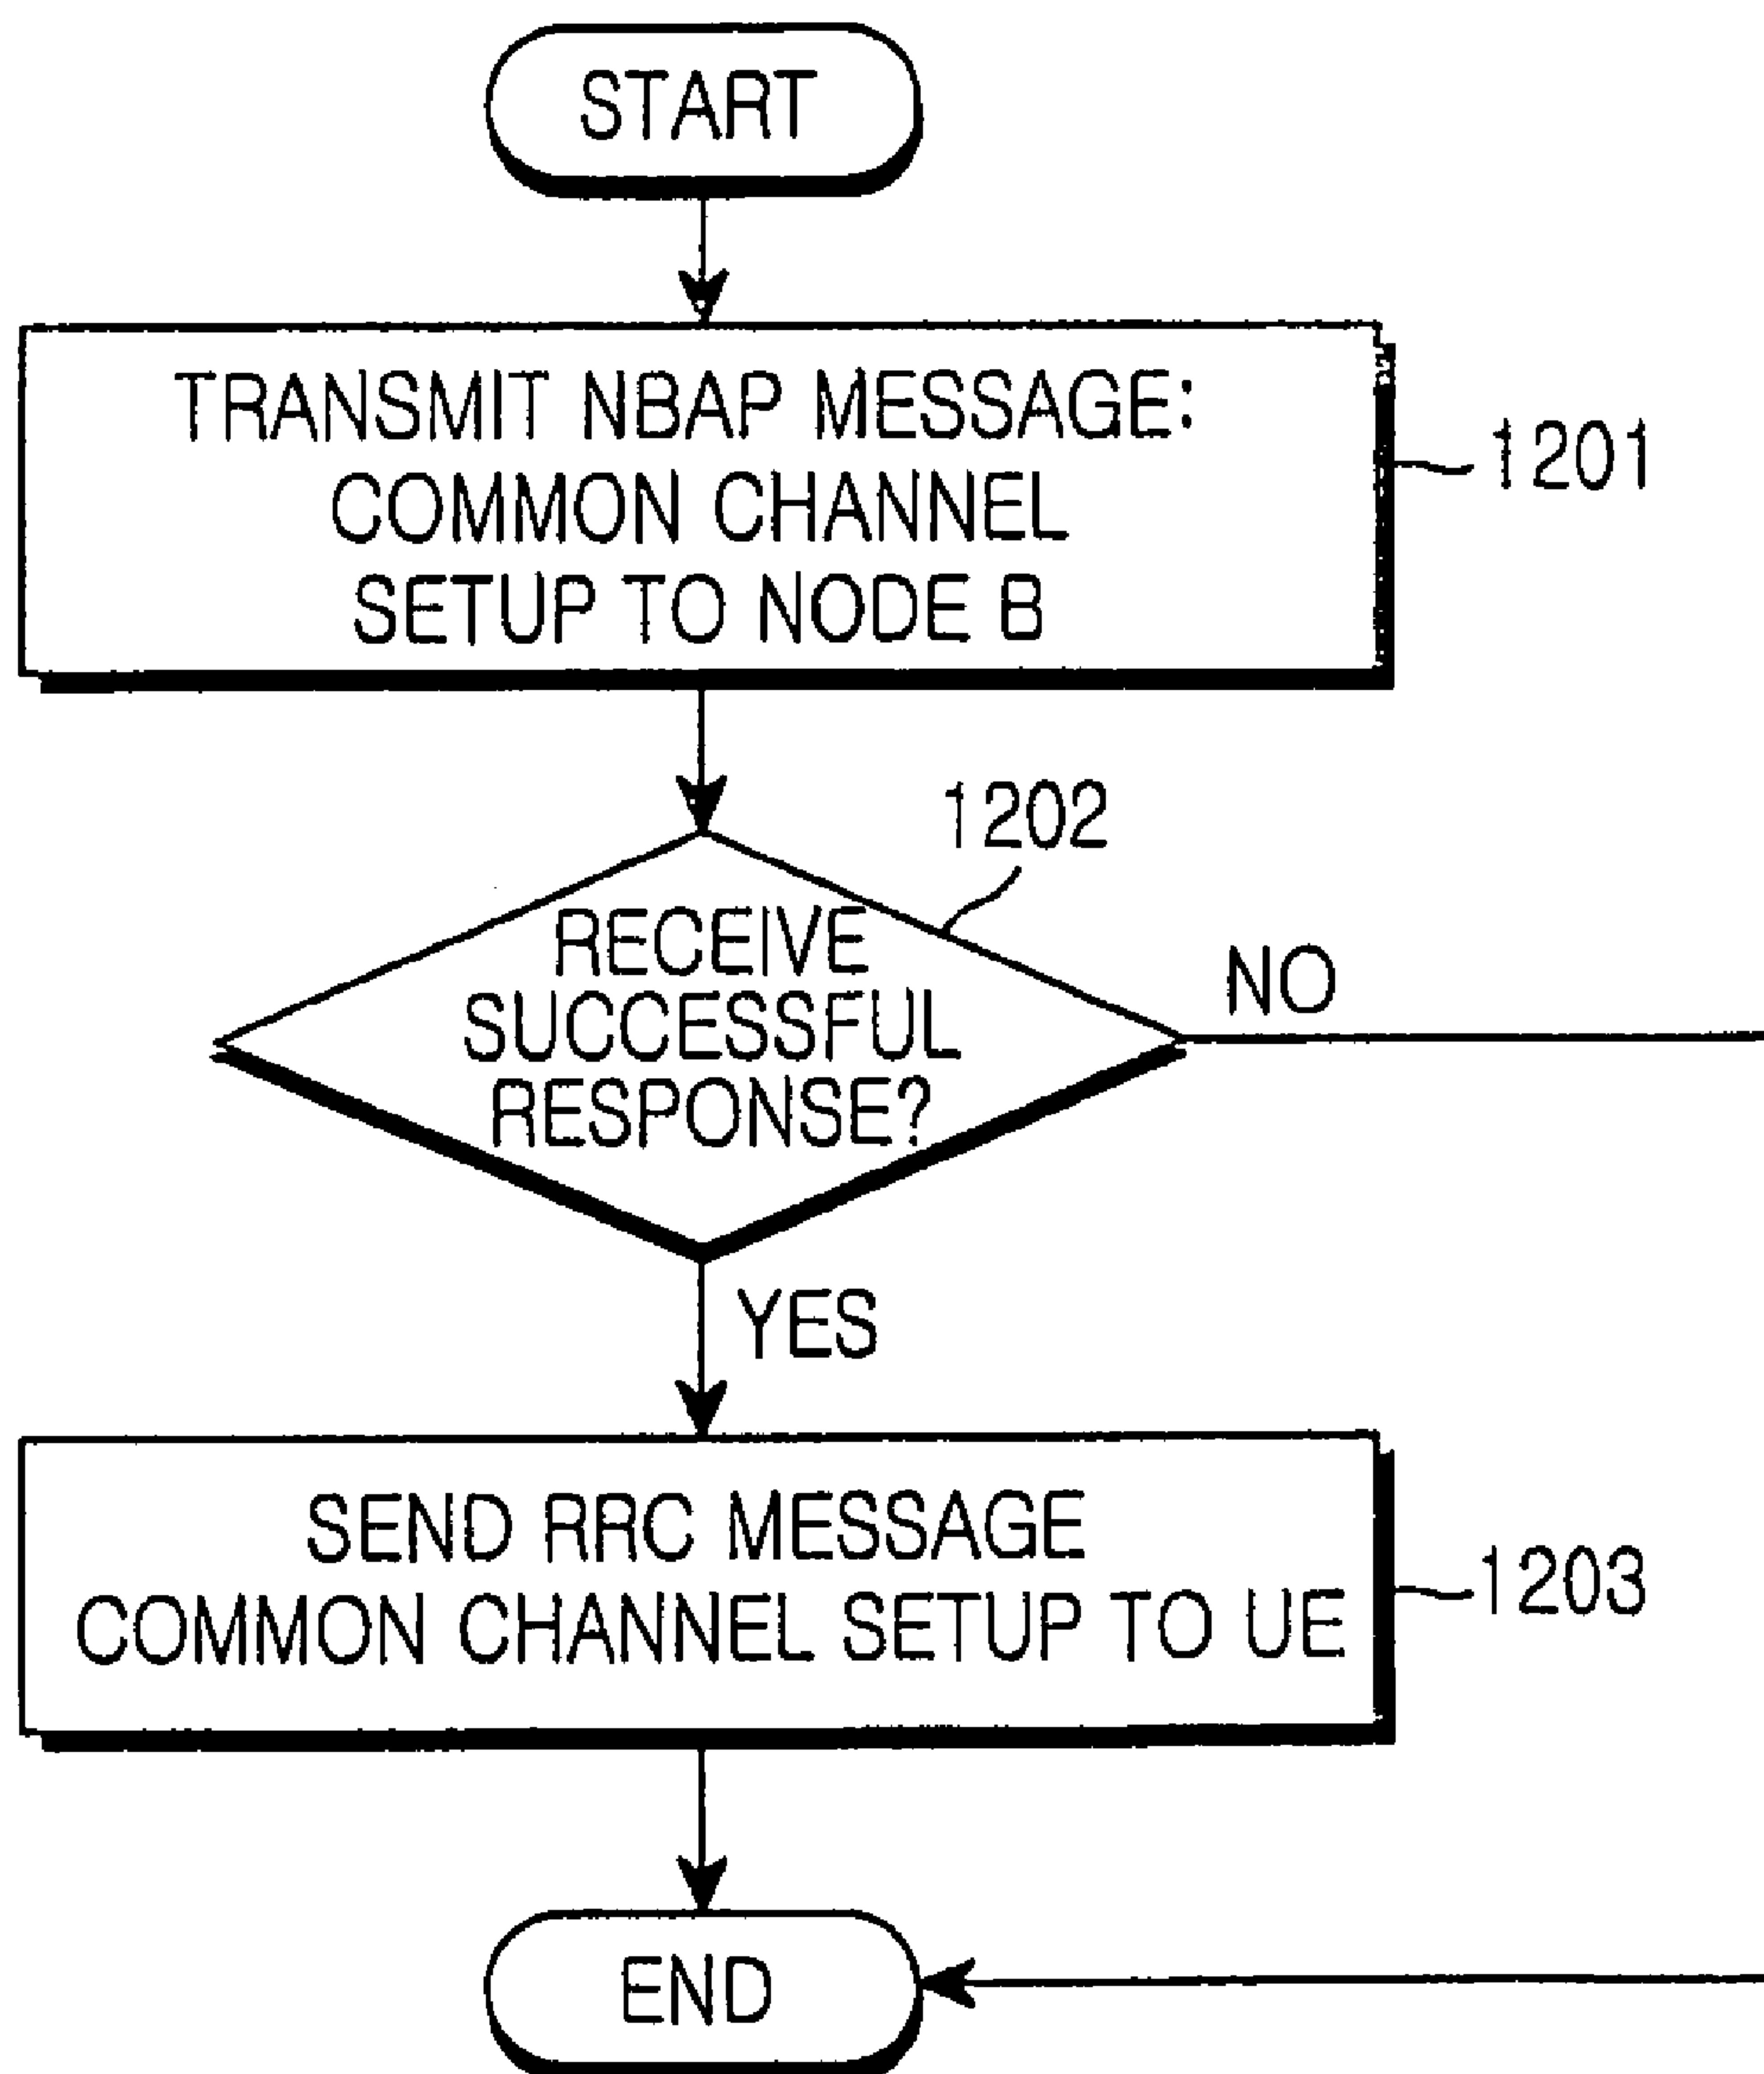 START
TRANSMIT NBAP MESSAGE:
COMMON CHANNEL
SETUP TO NODE B
1201
1202
RECEIVE
SUCCESSFUL
RESPONSE?
NO
YES
SEND RRC MESSAGE
COMMON CHANNEL SETUP TO UE
1203
END